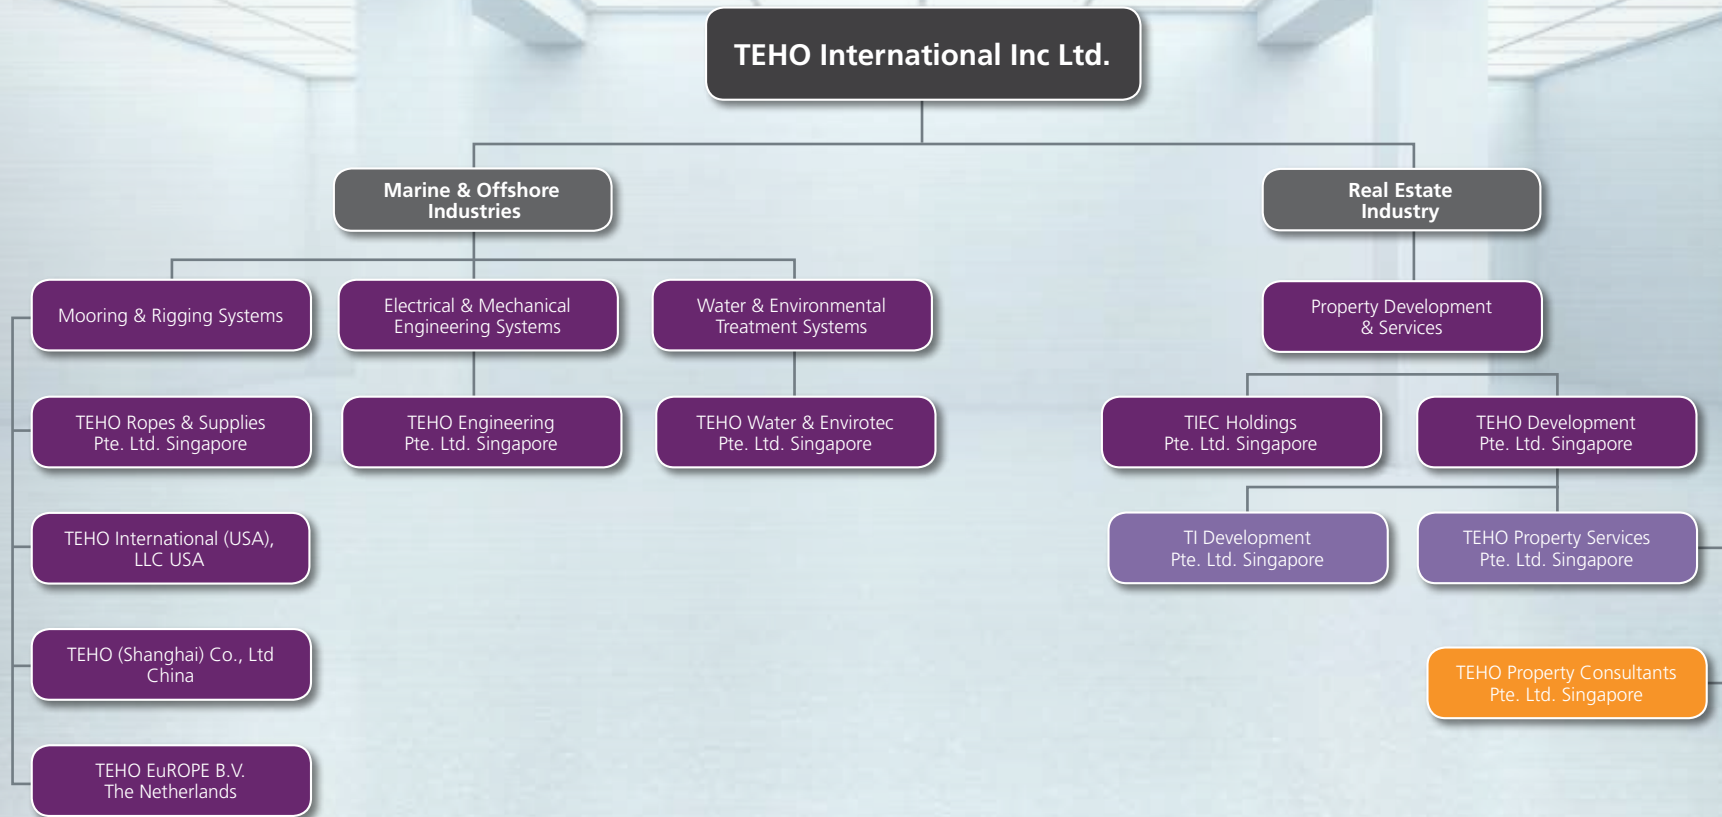 TEHO International Inc Ltd.
Marine & Offshore
Industries
Real Estate
Industry
Mooring & Rigging Systems
Electrical & Mechanical
Engineering Systems
Water & Environmental
Treatment Systems
Property Development
& Services
TEHO Ropes & Supplies
Pte. Ltd. Singapore
TEHO Engineering
Pte. Ltd. Singapore
TEHO Water & Envirotec
Pte. Ltd. Singapore
TIEC Holdings
Pte. Ltd. Singapore
TEHO Development
Pte. Ltd. Singapore
TEHO International (USA),
LLC USA
TI Development
Pte. Ltd. Singapore
TEHO Property Services
Pte. Ltd. Singapore
TEHO (Shanghai) Co., Ltd
China
TEHO Property Consultants
Pte. Ltd. Singapore
TEHO EuROPE B.V.
The Netherlands